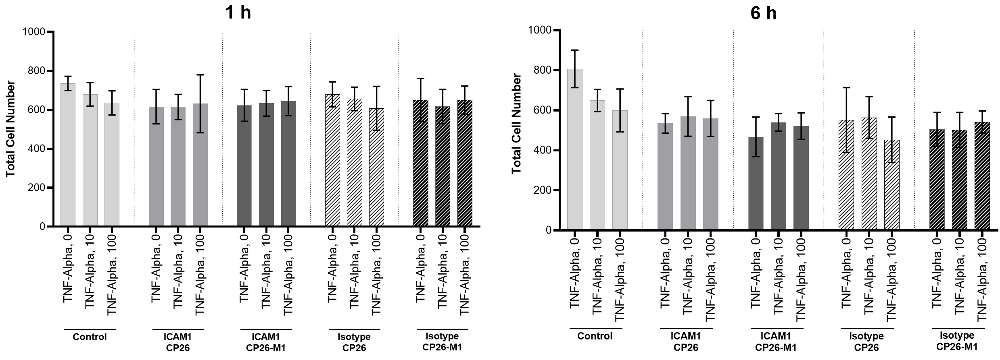 1 h
Total Cell Number
1000
800
600
400
200
0
TNF-Alpha, 0
TNF-Alpha, 10
TNF-Alpha, 100
TNF-Alpha, 0
TNF-Alpha, 10
TNF-Alpha, 100
TNF-Alpha, 0
TNF-Alpha, 10
TNF-Alpha, 100
TNF-Alpha, 0
TNF-Alpha, 10
TNF-Alpha, 100
TNF-Alpha, 0
TNF-Alpha, 10
TNF-Alpha, 100
Control
ICAM1
CP26
ICAM1
CP26-M1
Isotype
CP26
Isotype
CP26-M1
6 h
Total Cell Number
1000
800
600
400
200
0
TNF-Alpha, 0
TNF-Alpha, 10
TNF-Alpha, 100
TNF-Alpha, 0
TNF-Alpha, 10
TNF-Alpha, 100
TNF-Alpha, 0
TNF-Alpha, 10
TNF-Alpha, 100
TNF-Alpha, 0
TNF-Alpha, 10
TNF-Alpha, 100
TNF-Alpha, 0
TNF-Alpha, 10
TNF-Alpha, 100
Control
ICAM1
CP26
ICAM1
CP26-M1
Isotype
CP26
Isotype
CP26-M1